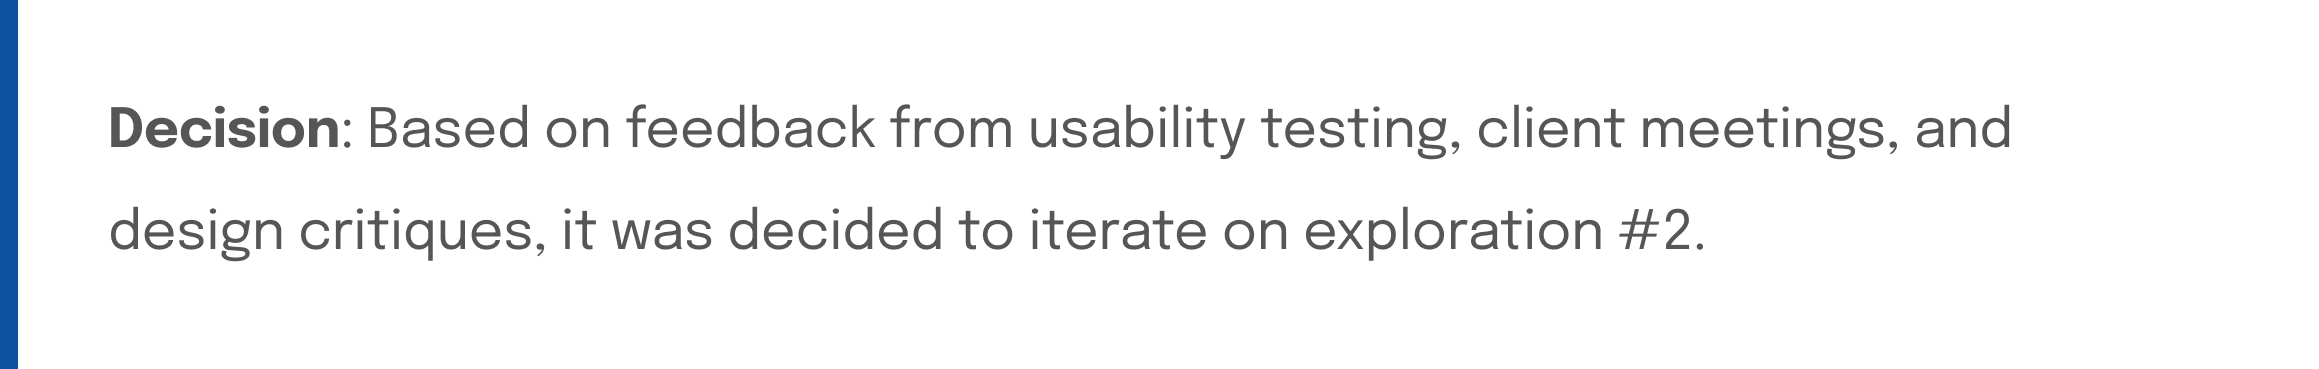 Decision: Based on feedback from usability testing, client meetings, and
design critiques, it was decided to iterate on exploration #2.